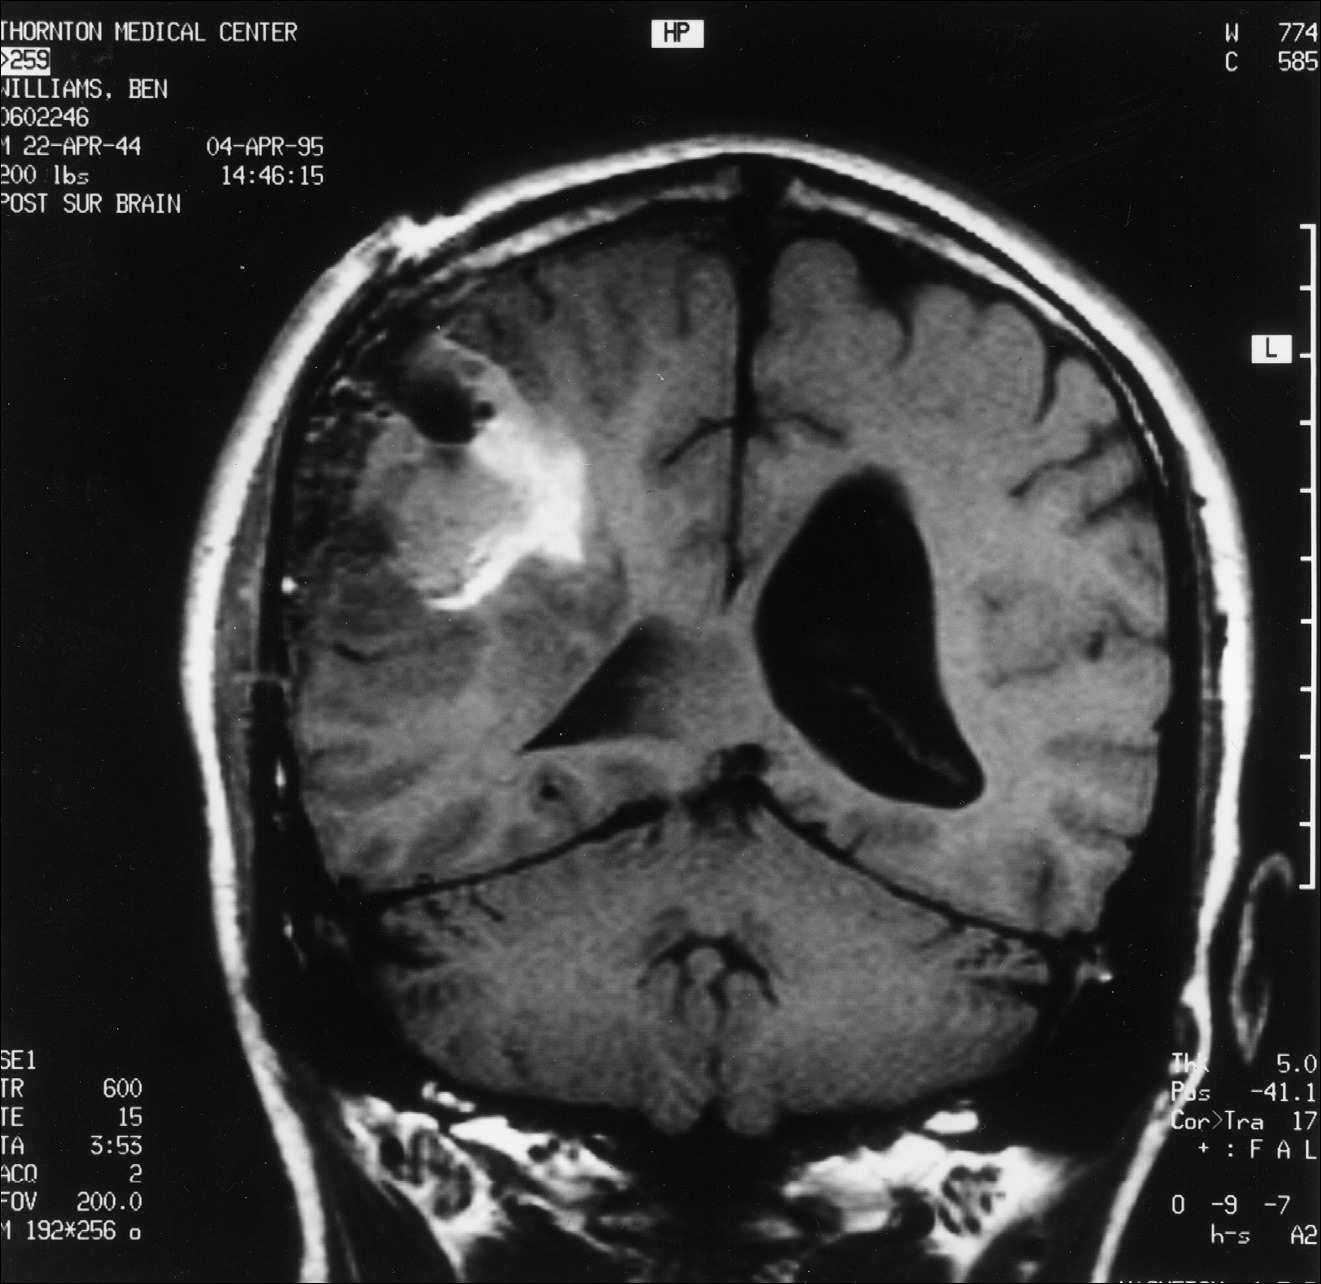 THORNTON MEDICAL CENTER
>259
WILLIAMS, BEN
0602246
M 22-APR-44 04-APR-95
200 lbs 14:46:15
POST SUR BRAIN
HP
W 774
C 585
L
SE1
TR 600
TE 15
TA 3:53
ACQ 2
FOV 200.0
M 192*256 o
Thk 5.0
Pos -41.1
Cor>Tra 17
+ : F A L
0 -9 -7
h-s A2